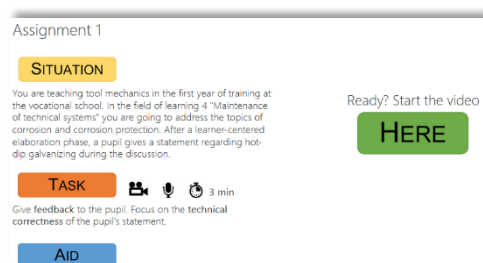 Assignment 1
SITUATION
You are teaching tool mechanics in the first year of training at
the vocational school. In the field of learning 4 "Maintenance
of technical systems" you are going to address the topics of
corrosion and corrosion protection. After a learner-centered
elaboration phase, a pupil gives a statement regarding hot-
dip galvanizing during the discussion.
TASK
3 min
Give feedback to the pupil. Focus on the technical
correctness of the pupil's statement.
AID
Ready? Start the video
HERE